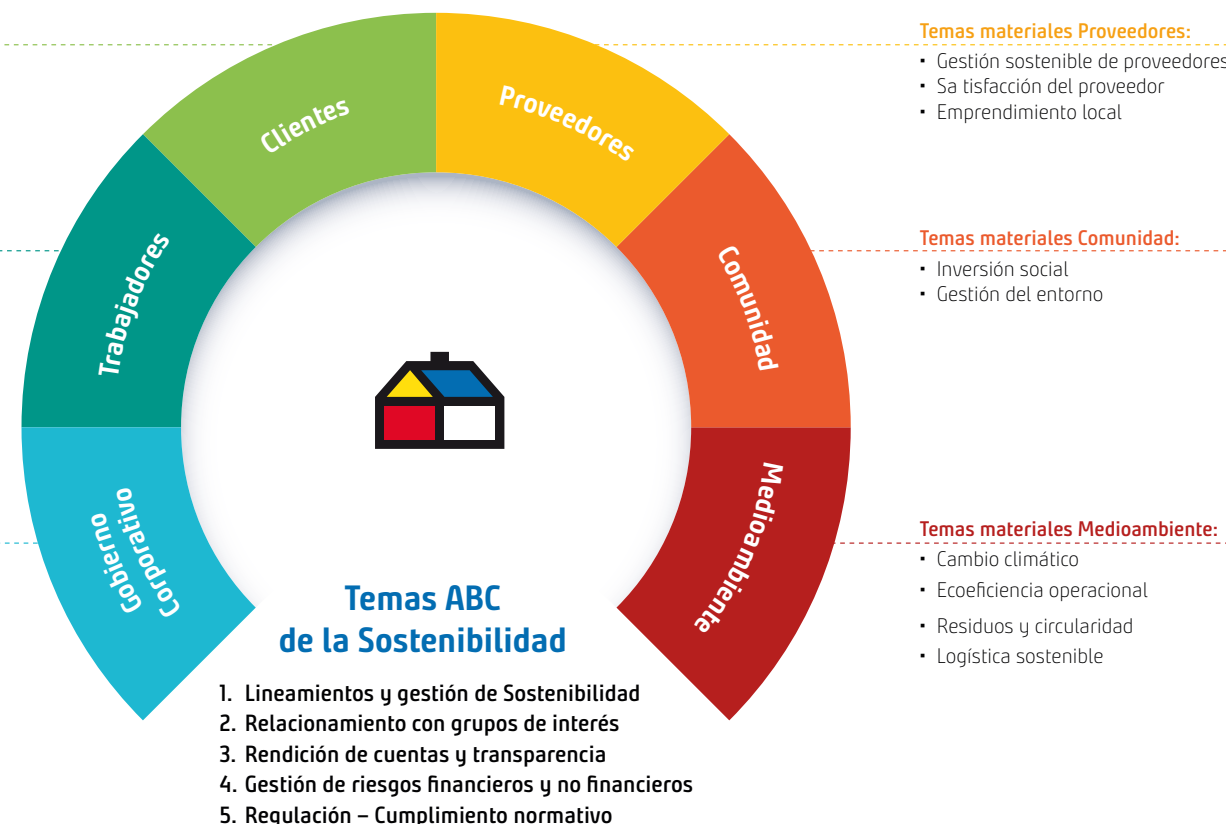 Clientes
Proveedores
Trabajadores
Comunidad
Gobierno
Corporativo
Medioambiente
Temas ABC
de la Sostenibilidad
1. Lineamientos y gestión de Sostenibilidad
2. Relacionamiento con grupos de interés
3. Rendición de cuentas y transparencia
4. Gestión de riesgos financieros y no financieros
5. Regulación – Cumplimiento normativo
Temas materiales Proveedores:
▪ Gestión sostenible de proveedores
▪ Sa tisfacción del proveedor
▪ Emprendimiento local
Temas materiales Comunidad:
▪ Inversión social
▪ Gestión del entorno
Temas materiales Medioambiente:
▪ Cambio climático
▪ Ecoeficiencia operacional
▪ Residuos y circularidad
▪ Logística sostenible